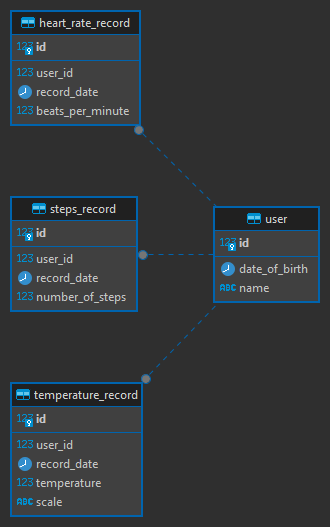 heart_rate_record
123 id
123 user_id
record_date
123 beats_per_minute
steps_record
123 id
123 user_id
record_date
123 number_of_steps
user
123 id
date_of_birth
ABC name
temperature_record
123 id
123 user_id
record_date
123 temperature
ABC scale